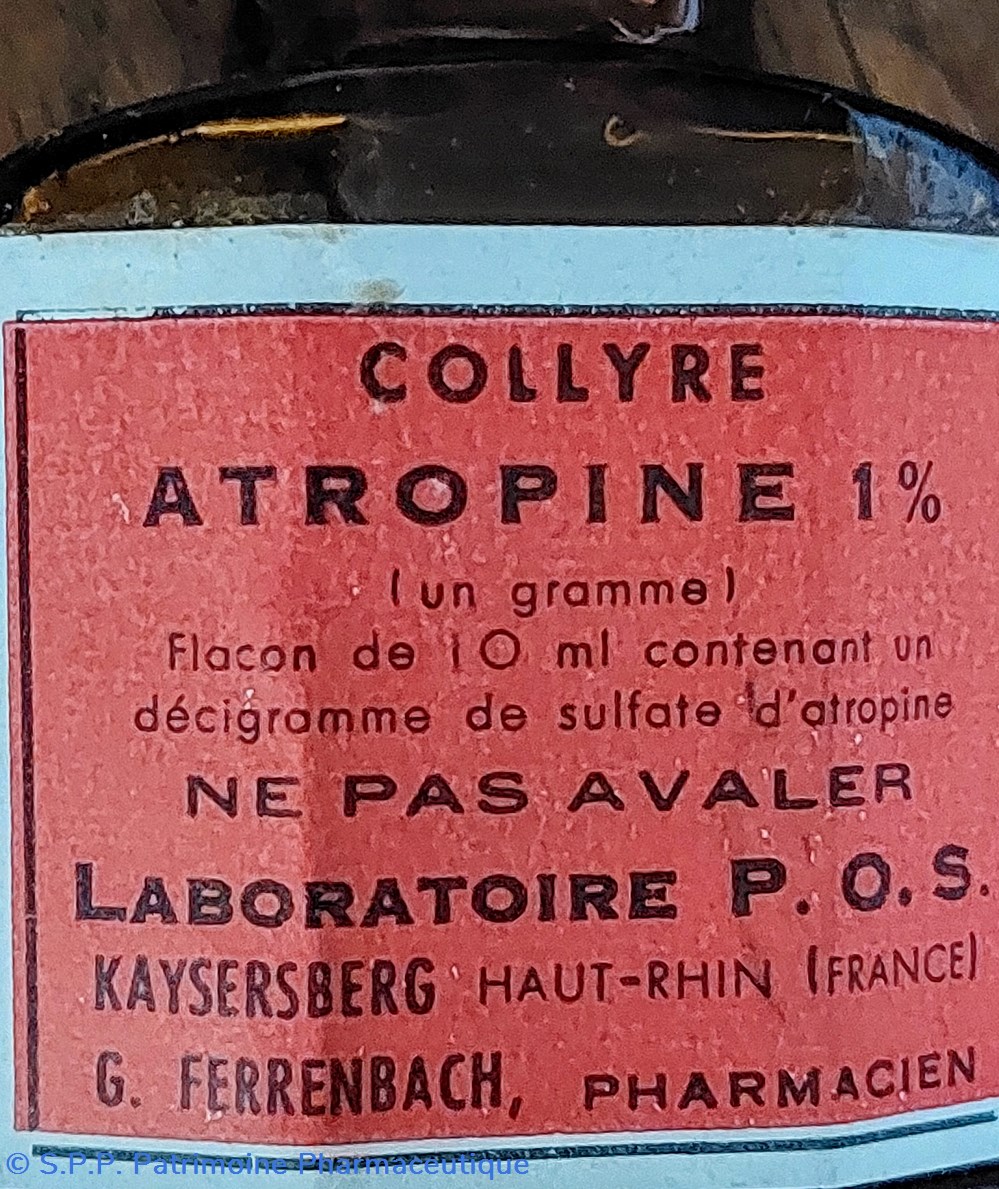 COLLYRE
ATROPINE 1%
(un gramme)
Flacon de 10 ml contenant un
décigramme de sulfate d'atropine
NE PAS AVALER
LABORATOIRE P.O.S.
KAYSERSBERG HAUT-RHIN (FRANCE)
G. FERRENBACH, PHARMACIEN
© S.P.P. Patrimoine Pharmaceutique